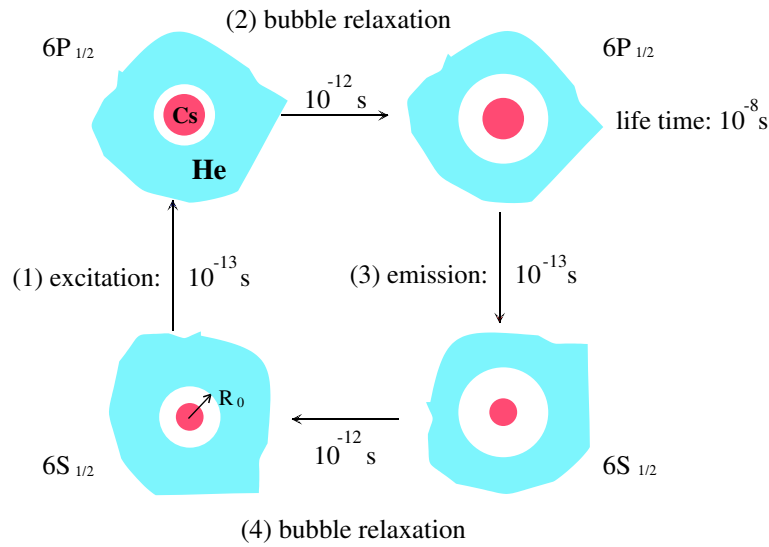 (2) bubble relaxation
6P 1/2
6P 1/2
10⁻¹² s
Cs
He
life time: 10⁻⁸ s
(1) excitation: 10⁻¹³ s
(3) emission: 10⁻¹³ s
R 0
10⁻¹² s
6S 1/2
6S 1/2
(4) bubble relaxation